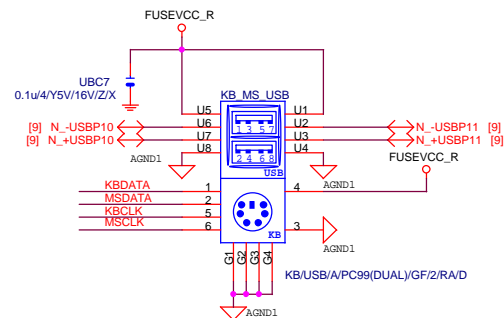 FUSEVCC_R
UBC7
0.1u/4/Y5V/16V/Z/X
KB_MS_USB
U5 U1
[9] N_-USBP10 U6 U2 N_-USBP11 [9]
[9] N_+USBP10 U7 U3 N_+USBP11 [9]
U8 U4
1 3 5 7
2 4 6 8
AGND1 AGND1
USB
FUSEVCC_R
KBDATA 1 4
MSDATA 2
KBCLK 5
MSCLK 6 3
KB
AGND1
G1 G2 G3 G4
KB/USB/A/PC99(DUAL)/GF/2/RA/D
AGND1